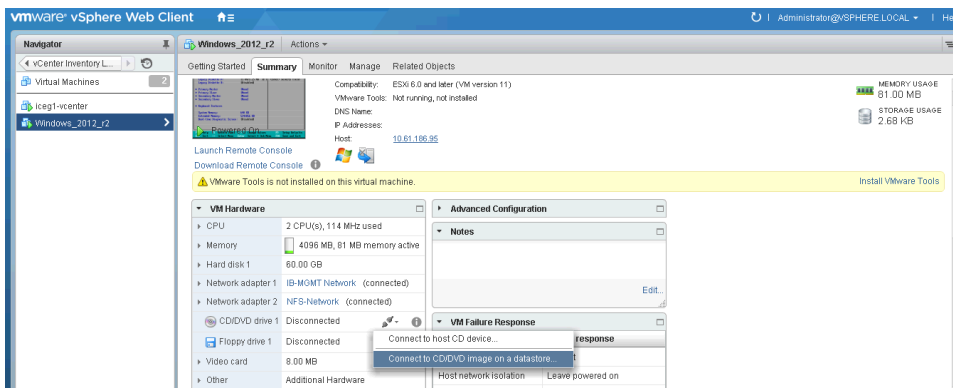 vmware® vSphere Web Client
Administrator@VSPHERE.LOCAL
He
Navigator
vCenter Inventory L...
Virtual Machines 2
iceg1-vcenter
Windows_2012_r2
Windows_2012_r2 Actions
Getting Started Summary Monitor Manage Related Objects
Powered On
Launch Remote Console
Download Remote Console
Compatibility: ESXi 6.0 and later (VM version 11)
VMware Tools: Not running, not installed
DNS Name:
IP Addresses:
Host: 10.61.186.95
MEMORY USAGE
81.00 MB
STORAGE USAGE
2.68 KB
VMware Tools is not installed on this virtual machine. Install VMware Tools
VM Hardware
CPU 2 CPU(s), 114 MHz used
Memory 4096 MB, 81 MB memory active
Hard disk 1 60.00 GB
Network adapter 1 IB-MGMT Network (connected)
Network adapter 2 NFS-Network (connected)
CD/DVD drive 1 Disconnected
Floppy drive 1 Disconnected
Video card 8.00 MB
Other Additional Hardware
Advanced Configuration
Notes
Edit...
VM Failure Response
Connect to host CD device...
Connect to CD/DVD image on a datastore...
response
Host network isolation Leave powered on